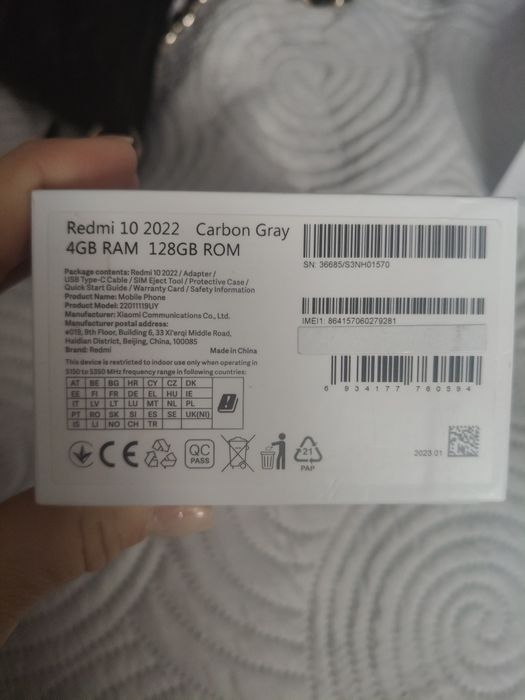 Redmi 10 2022 Carbon Gray
4GB RAM 128GB ROM
Package contents: Redmi 10 2022 / Adapter /
USB Type-C Cable / SIM Eject Tool / Protective Case /
Quick Start Guide / Warranty Card / Safety Information
Product Name: Mobile Phone
Product Model: 22011119UY
Manufacturer: Xiaomi Communications Co., Ltd.
Manufacturer postal address:
#019, 9th Floor, Building 6, 33 Xi'erqi Middle Road,
Haidian District, Beijing, China, 100085
Brand: Redmi Made in China
This device is restricted to indoor use only when operating in
5150 to 5350 MHz frequency range in following countries:
AT BE BG HR CY CZ DK
EE FI FR DE EL HU IE
IT LV LT LU MT NL PL
PT RO SK SI ES SE UK(NI)
IS LI NO CH TR
CE
QC
PASS
21
PAP
SN: 36685/S3NH01570
IMEI1: 864157060279281
6 934177 760594
2023.01